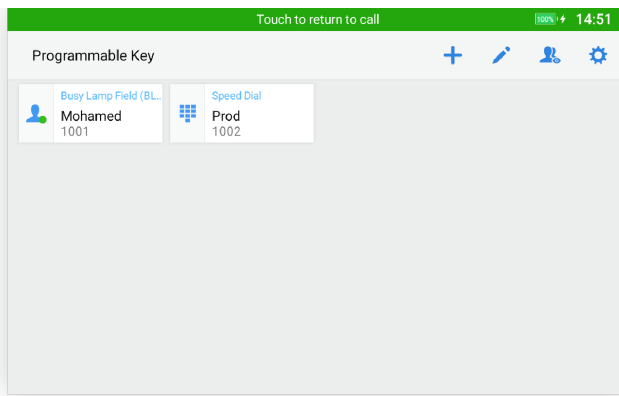 Touch to return to call
100%
14:51
Programmable Key
Busy Lamp Field (BL..
Mohamed
1001
Speed Dial
Prod
1002